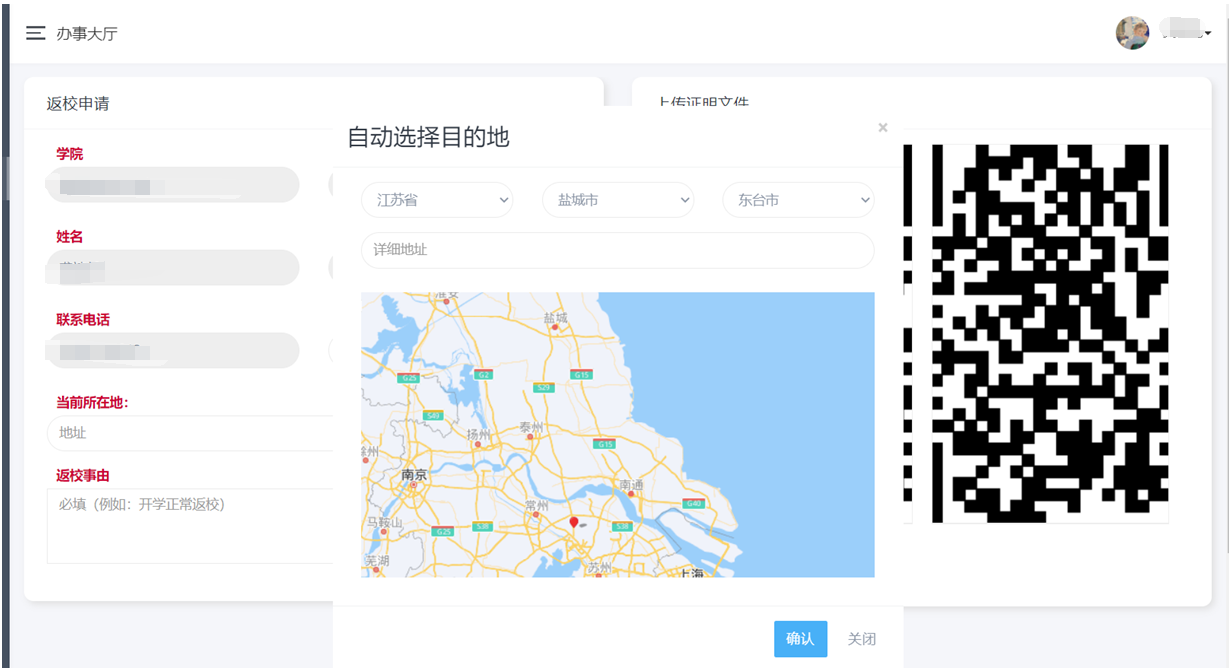 办事大厅
返校申请
上传证明文件
自动选择目的地
×
学院
江苏省
盐城市
东台市
姓名
详细地址
联系电话
当前所在地：
地址
返校事由
必填（例如：开学正常返校）
淮安
盐城
G25
G2
G15
S29
S49
扬州
泰州
G15
滁州
南京
南通
G40
常州
马鞍山
G25
S38
S38
芜湖
苏州
上海
确认
关闭